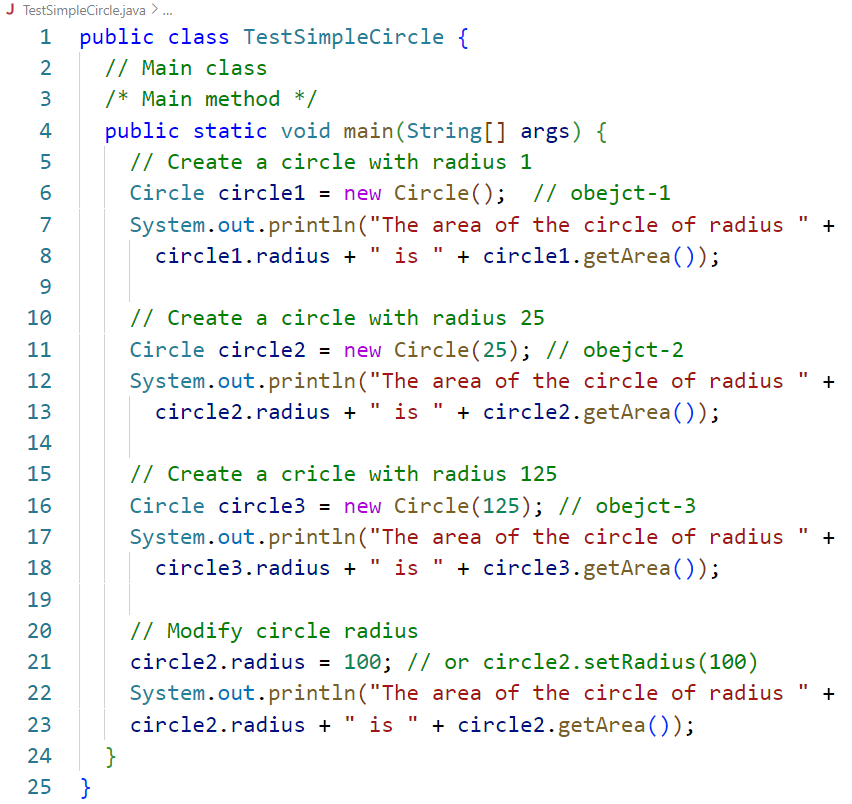 J TestSimpleCircle.java > ...
1 public class TestSimpleCircle {
2 // Main class
3 /* Main method */
4 public static void main(String[] args) {
5 // Create a circle with radius 1
6 Circle circle1 = new Circle(); // obejct-1
7 System.out.println("The area of the circle of radius " +
8 circle1.radius + " is " + circle1.getArea());
9
10 // Create a circle with radius 25
11 Circle circle2 = new Circle(25); // obejct-2
12 System.out.println("The area of the circle of radius " +
13 circle2.radius + " is " + circle2.getArea());
14
15 // Create a cricle with radius 125
16 Circle circle3 = new Circle(125); // obejct-3
17 System.out.println("The area of the circle of radius " +
18 circle3.radius + " is " + circle3.getArea());
19
20 // Modify circle radius
21 circle2.radius = 100; // or circle2.setRadius(100)
22 System.out.println("The area of the circle of radius " +
23 circle2.radius + " is " + circle2.getArea());
24 }
25 }